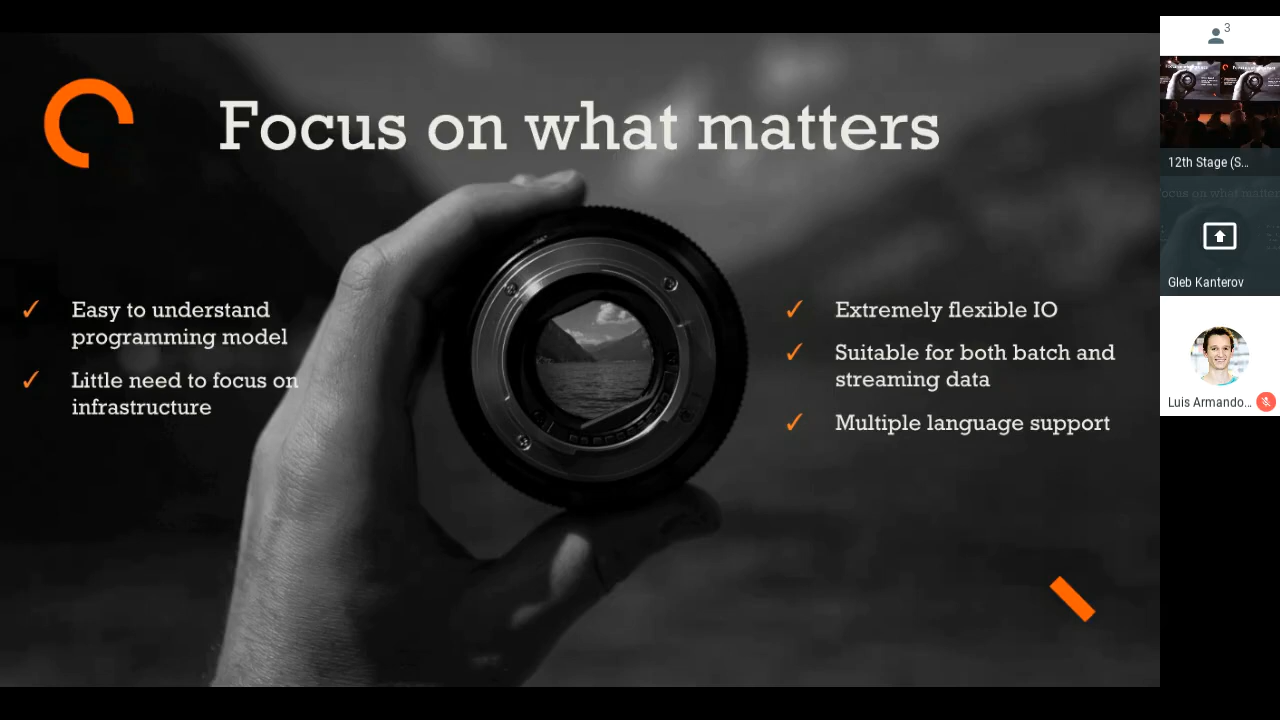 Focus on what matters
✓ Easy to understand
programming model
✓ Little need to focus on
infrastructure
✓ Extremely flexible IO
✓ Suitable for both batch and
streaming data
✓ Multiple language support
3
12th Stage (S...
Gleb Kanterov
Luis Armando...